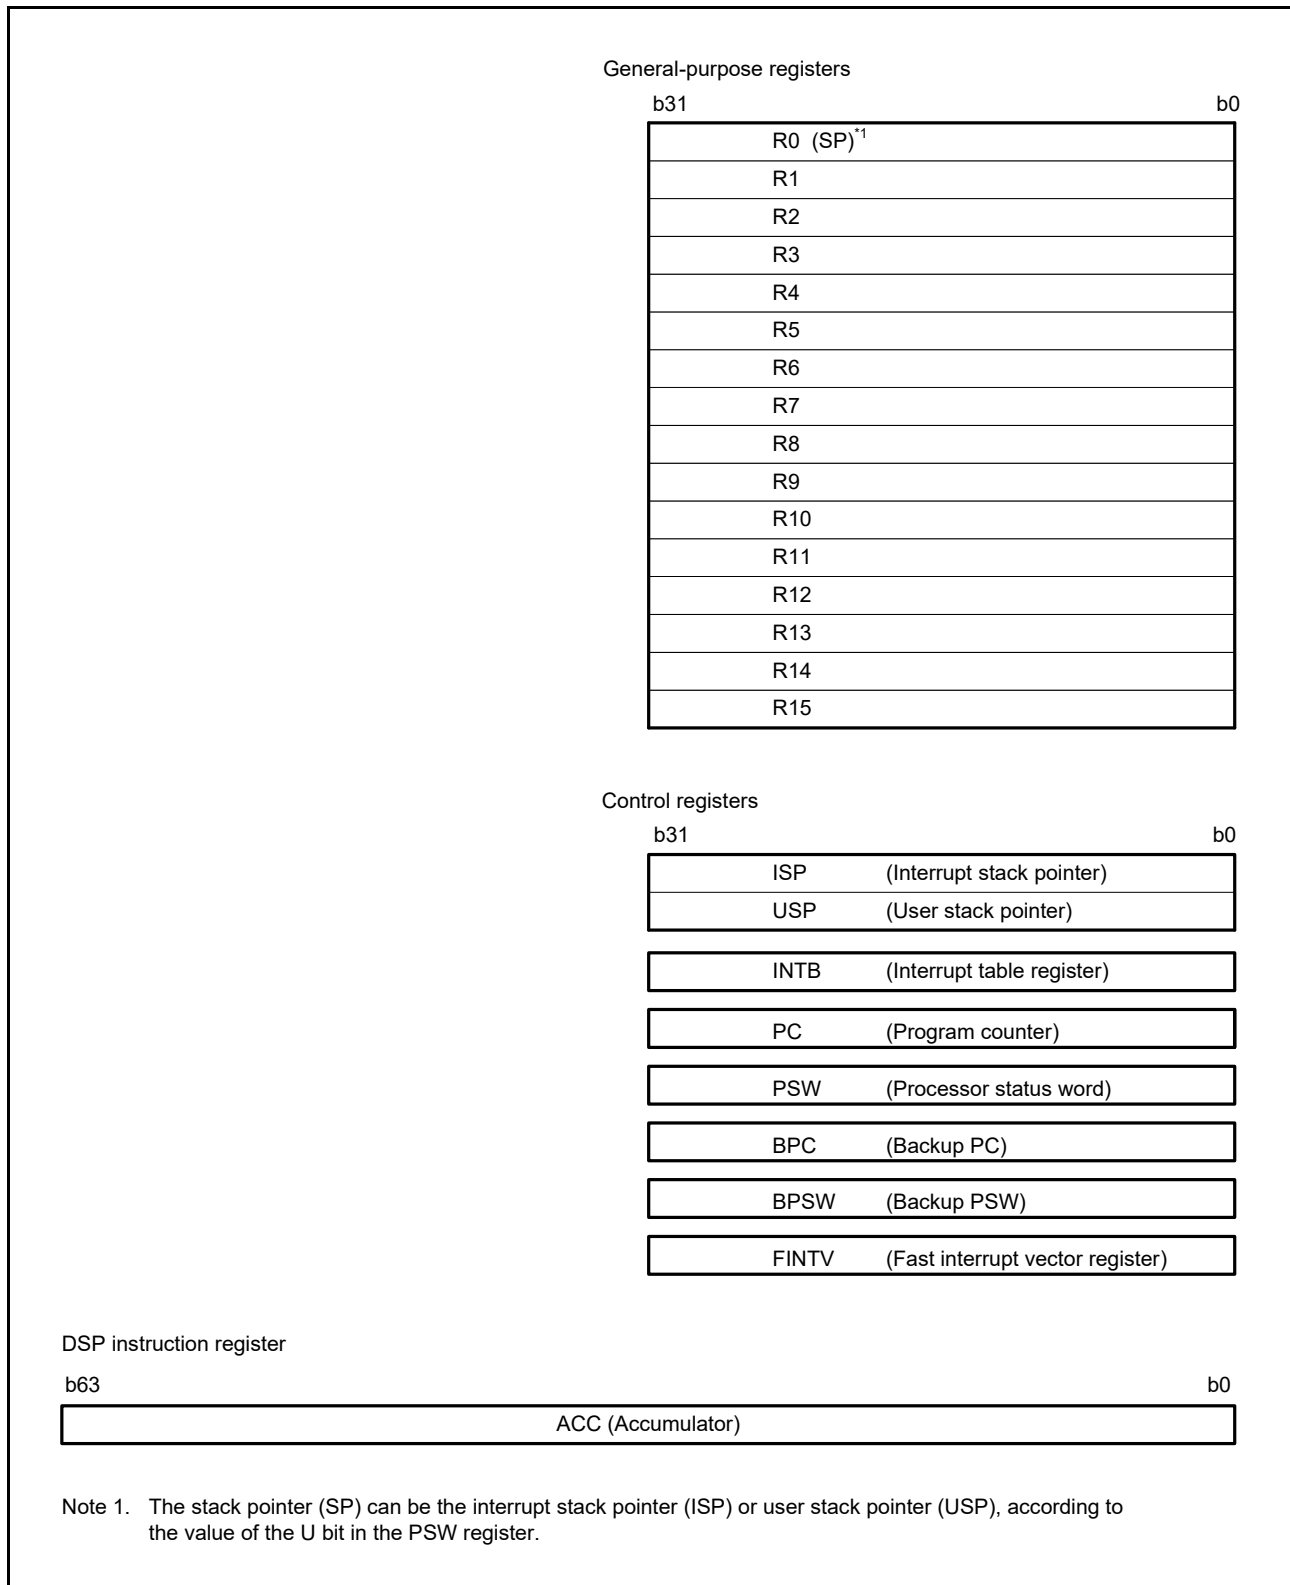 General-purpose registers
b31 b0
R0 (SP)*1
R1
R2
R3
R4
R5
R6
R7
R8
R9
R10
R11
R12
R13
R14
R15
Control registers
b31 b0
ISP (Interrupt stack pointer)
USP (User stack pointer)
INTB (Interrupt table register)
PC (Program counter)
PSW (Processor status word)
BPC (Backup PC)
BPSW (Backup PSW)
FINTV (Fast interrupt vector register)
DSP instruction register
b63 b0
ACC (Accumulator)
Note 1. The stack pointer (SP) can be the interrupt stack pointer (ISP) or user stack pointer (USP), according to
the value of the U bit in the PSW register.